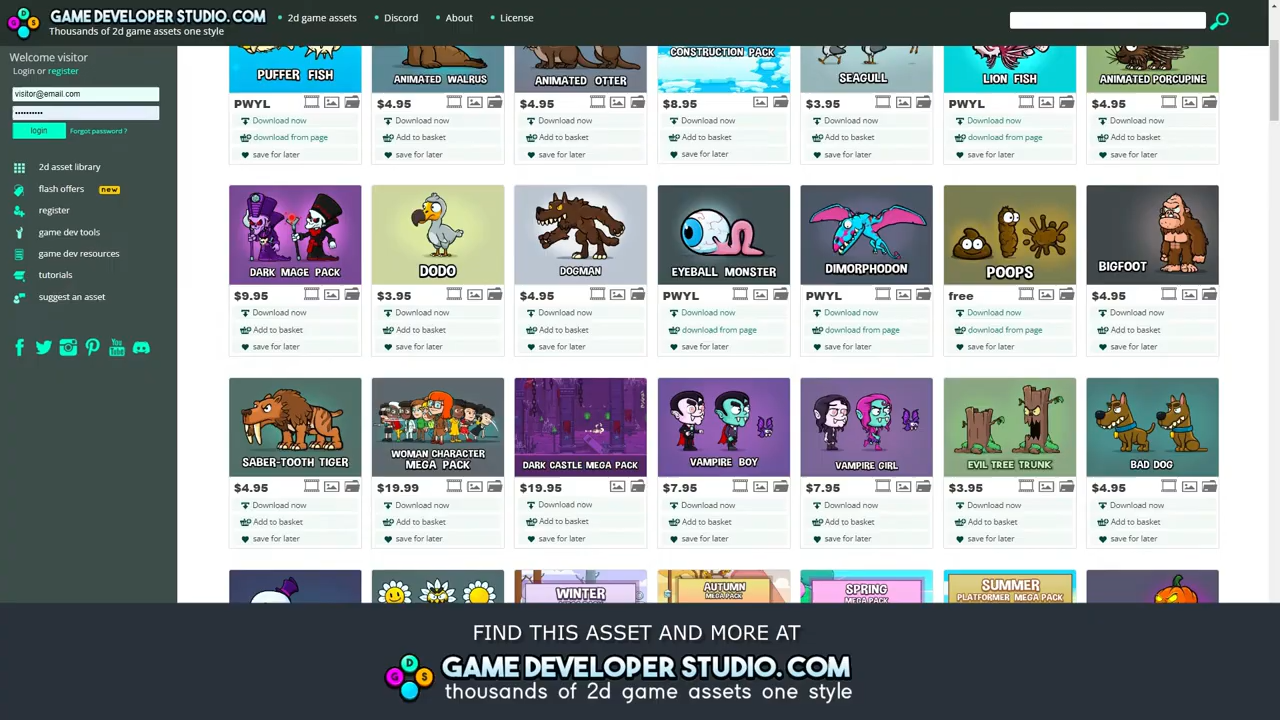 GAME DEVELOPER STUDIO.COM
Thousands of 2d game assets one style
2d game assets
Discord
About
License
Welcome visitor
Login or register
visitor@email.com
login
Forgot password ?
2d asset library
flash offers new
register
game dev tools
game dev resources
tutorials
suggest an asset
PUFFER FISH
ANIMATED WALRUS
ANIMATED OTTER
CONSTRUCTION PACK
SEAGULL
LION FISH
ANIMATED PORCUPINE
PWYL
$4.95
$4.95
$8.95
$3.95
PWYL
$4.95
Download now
Download now
Download now
Download now
Download now
Download now
Download now
download from page
Add to basket
Add to basket
Add to basket
Add to basket
download from page
Add to basket
save for later
save for later
save for later
save for later
save for later
save for later
save for later
DARK MAGE PACK
DODO
DOGMAN
EYEBALL MONSTER
DIMORPHODON
POOPS
BIGFOOT
$9.95
$3.95
$4.95
PWYL
PWYL
free
$4.95
Download now
Download now
Download now
Download now
Download now
Download now
Download now
Add to basket
Add to basket
Add to basket
download from page
download from page
download from page
Add to basket
save for later
save for later
save for later
save for later
save for later
save for later
save for later
SABER-TOOTH TIGER
WOMAN CHARACTER
MEGA PACK
DARK CASTLE MEGA PACK
VAMPIRE BOY
VAMPIRE GIRL
EVIL TREE TRUNK
BAD DOG
$4.95
$19.99
$19.95
$7.95
$7.95
$3.95
$4.95
Download now
Download now
Download now
Download now
Download now
Download now
Download now
Add to basket
Add to basket
Add to basket
Add to basket
Add to basket
Add to basket
Add to basket
save for later
save for later
save for later
save for later
save for later
save for later
save for later
WINTER
AUTUMN
MEGA PACK
SPRING
MEGA PACK
SUMMER
PLATFORMER MEGA PACK
FIND THIS ASSET AND MORE AT
D
G S
GAME DEVELOPER STUDIO.COM
thousands of 2d game assets one style